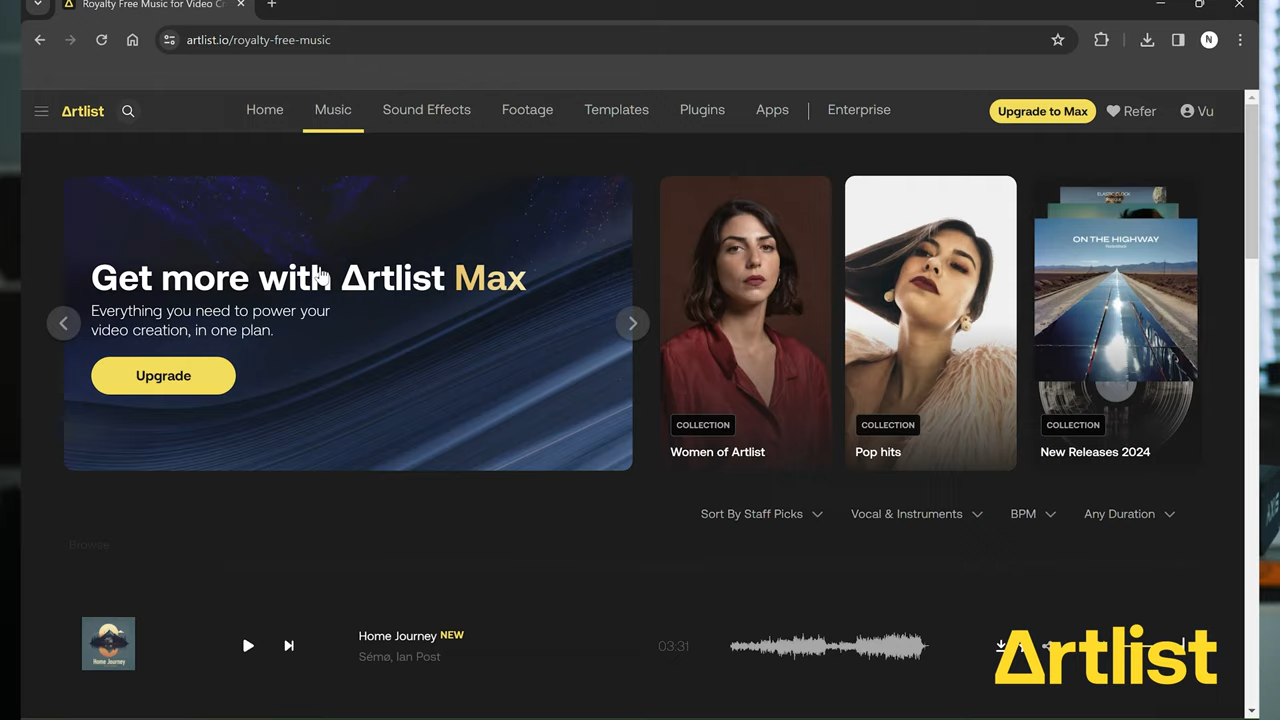 Royalty Free Music for Video Cr
artlist.io/royalty-free-music
N
Artlist
Home
Music
Sound Effects
Footage
Templates
Plugins
Apps
Enterprise
Upgrade to Max
Refer
Vu
Get more with Artlist Max
Everything you need to power your
video creation, in one plan.
Upgrade
COLLECTION
Women of Artlist
COLLECTION
Pop hits
ELASTIC CLOCK
ON THE HIGHWAY
COLLECTION
New Releases 2024
Sort By Staff Picks
Vocal & Instruments
BPM
Any Duration
Browse
Home Journey
Home Journey NEW
Sémø, Ian Post
03:31
Artlist